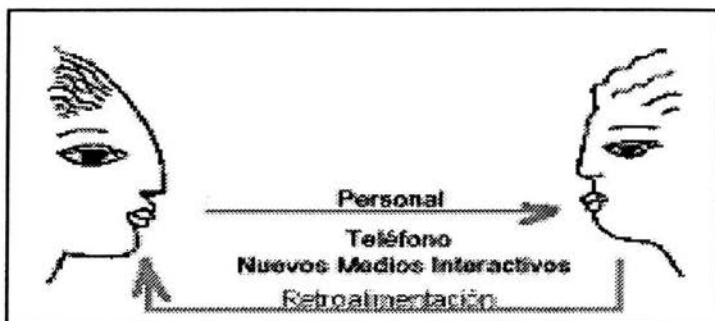 Personal
Teléfono
Nuevos Medios Interactivos
Retroalimentación